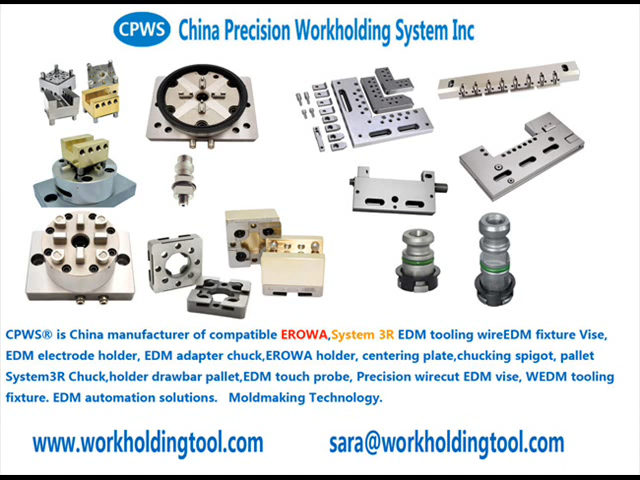 CPWS China Precision Workholding System Inc
CPWS® is China manufacturer of compatible EROWA,System 3R EDM tooling wireEDM fixture Vise,
EDM electrode holder, EDM adapter chuck,EROWA holder, centering plate,chucking spigot, pallet
System3R Chuck,holder drawbar pallet,EDM touch probe, Precision wirecut EDM vise, WEDM tooling
fixture. EDM automation solutions. Moldmaking Technology.
www.workholdingtool.com sara@workholdingtool.com